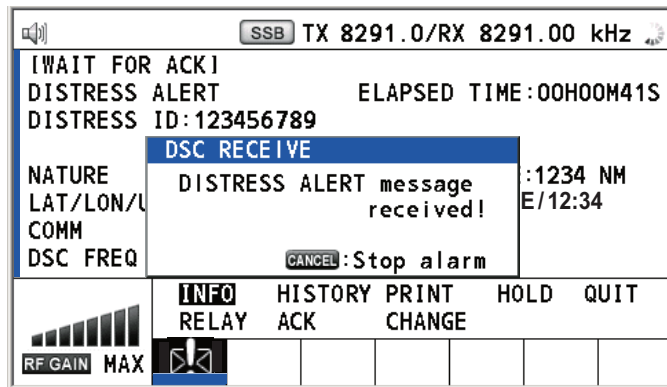 SSB TX 8291.0/RX 8291.00 kHz
[WAIT FOR ACK]
DISTRESS ALERT ELAPSED TIME:00H00M41S
DISTRESS ID:123456789
DSC RECEIVE
DISTRESS ALERT message
received!
CANCEL:Stop alarm
NATURE :1234 NM
LAT/LON/U E/12:34
COMM
DSC FREQ
INFO HISTORY PRINT HOLD QUIT
RELAY ACK CHANGE
RF GAIN MAX